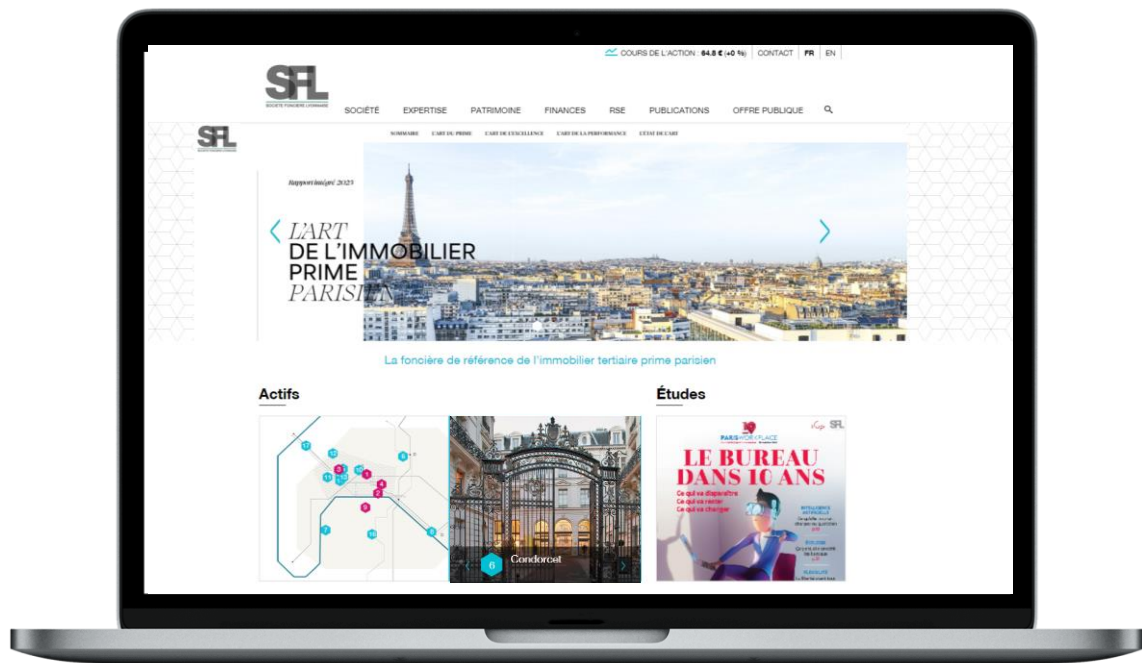 COURS DE L'ACTION : 64.8 € (+0 %) CONTACT FR EN
SFL
SOCIÉTÉ FONCIÈRE LYONNAISE
SOCIÉTÉ EXPERTISE PATRIMOINE FINANCES RSE PUBLICATIONS OFFRE PUBLIQUE
SFL
SOMMAIRE L'ART DU PRIME L'ART DE L'EXCELLENCE L'ART DE LA PERFORMANCE L'ÉTAT DE L'ART
Rapport intégré 2023
L'ART
DE L'IMMOBILIER
PRIME
PARISIEN
La foncière de référence de l'immobilier tertiaire prime parisien
Actifs
Études
6
Condorcet
SFL
PARIS WORKPLACE
LE BUREAU
DANS 10 ANS
Ce qui va disparaître
Ce qui va rester
Ce qui va changer
INTELLIGENCE
ARTIFICIELLE
ÉCOLOGIE